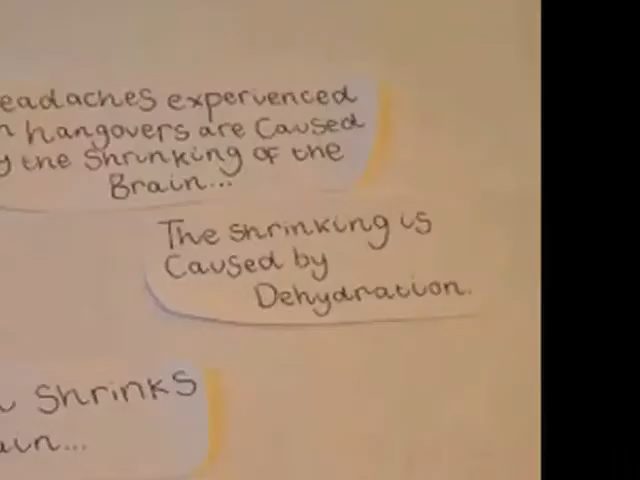 eadaches experienced
n hangovers are Caused
y the Shrinking of the
Brain...
The shrinking is
Caused by
Dehydration.
Shrinks
ain...